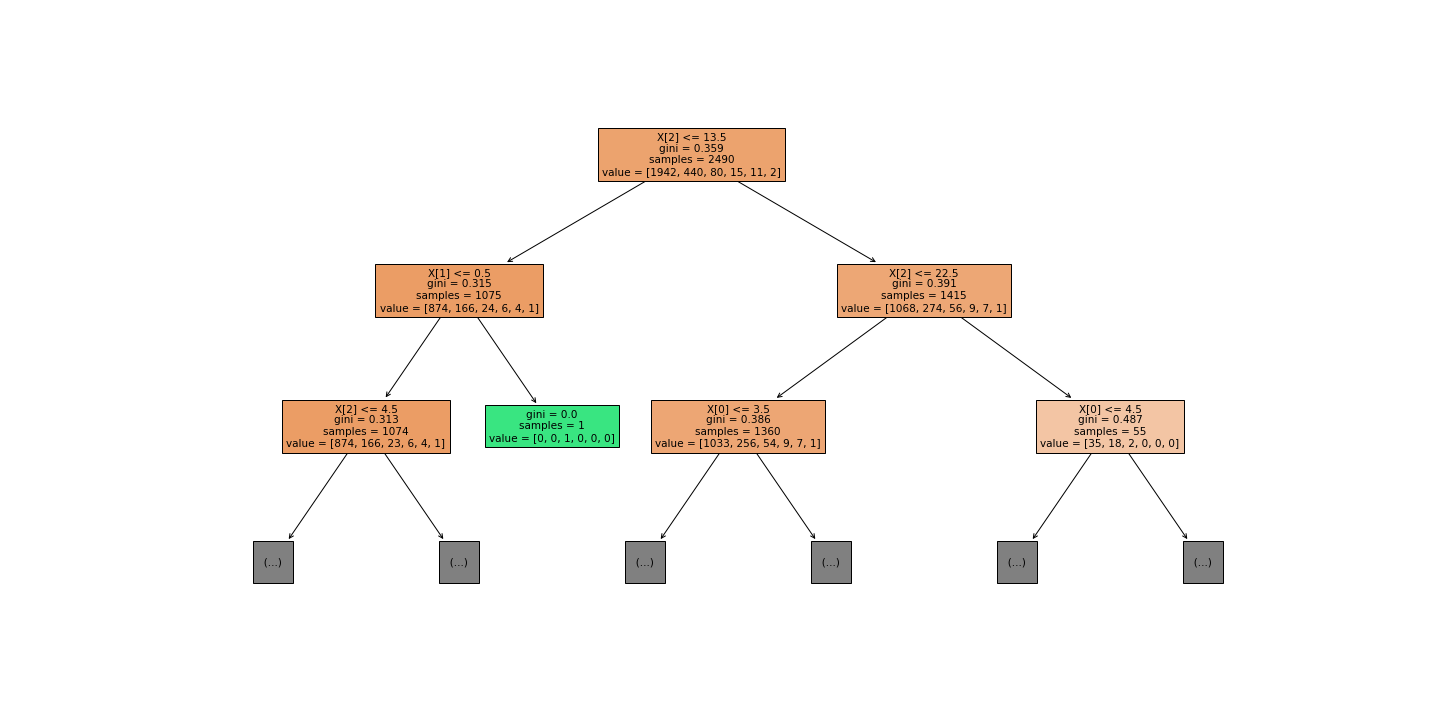 X[2] <= 13.5
gini = 0.359
samples = 2490
value = [1942, 440, 80, 15, 11, 2]
X[1] <= 0.5
gini = 0.315
samples = 1075
value = [874, 166, 24, 6, 4, 1]
X[2] <= 22.5
gini = 0.391
samples = 1415
value = [1068, 274, 56, 9, 7, 1]
X[2] <= 4.5
gini = 0.313
samples = 1074
value = [874, 166, 23, 6, 4, 1]
gini = 0.0
samples = 1
value = [0, 0, 1, 0, 0, 0]
X[0] <= 3.5
gini = 0.386
samples = 1360
value = [1033, 256, 54, 9, 7, 1]
X[0] <= 4.5
gini = 0.487
samples = 55
value = [35, 18, 2, 0, 0, 0]
(...)
(...)
(...)
(...)
(...)
(...)